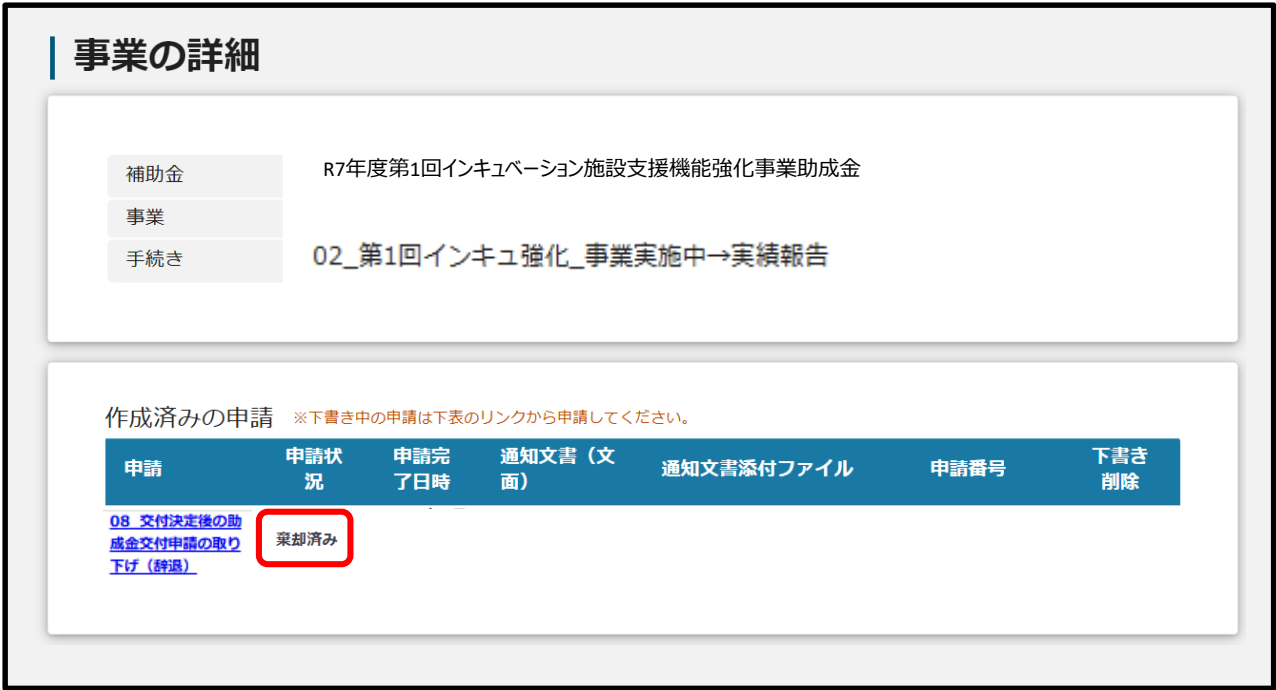 事業の詳細
補助金
R7年度第1回インキュベーション施設支援機能強化事業助成金
事業
手続き
02_第1回インキュ強化_事業実施中→実績報告
作成済みの申請 ※下書き中の申請は下表のリンクから申請してください。
申請
申請状
況
申請完
了日時
通知文書（文
面）
通知文書添付ファイル
申請番号
下書き
削除
08_交付決定後の助
成金交付申請の取り
下げ（辞退）
棄却済み